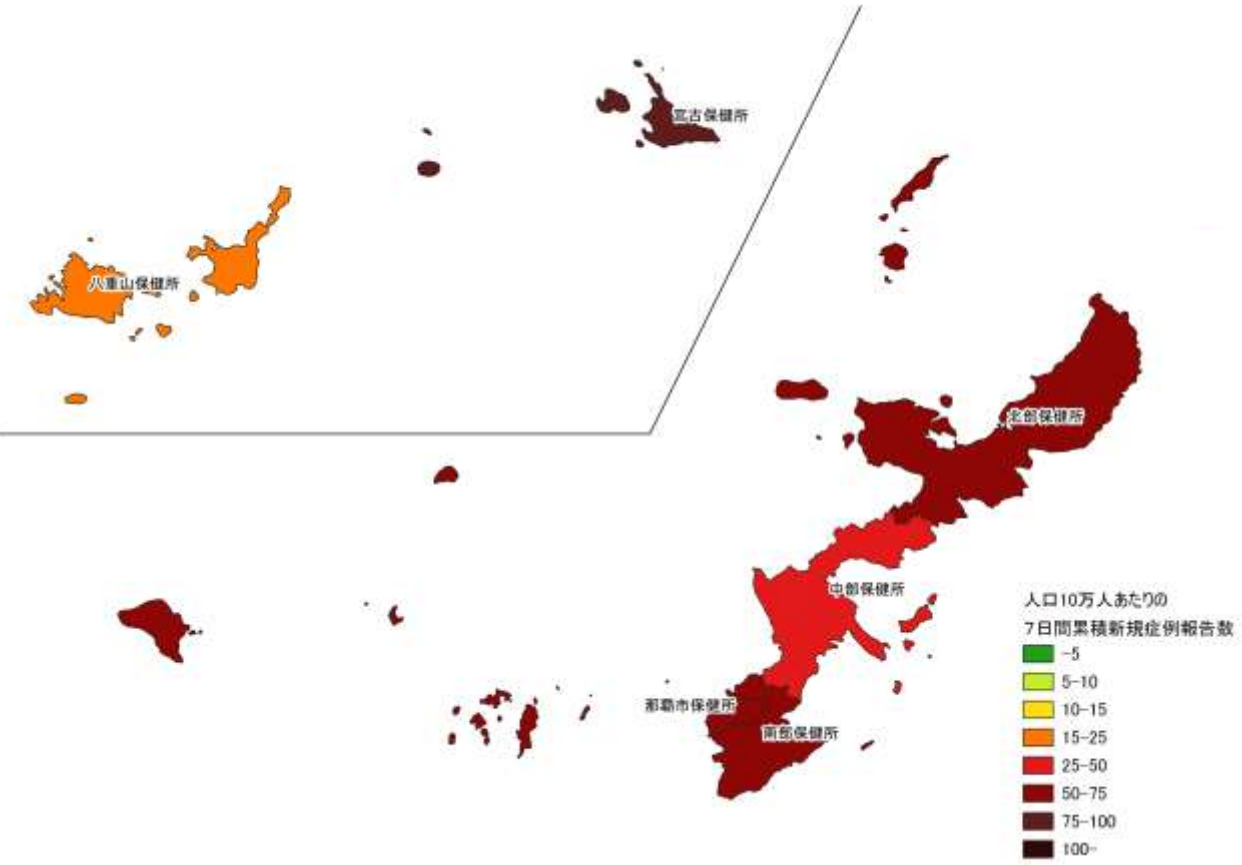 宮古保健所
八重山保健所
北部保健所
中部保健所
那覇市保健所
南部保健所
人口10万人あたりの
7日間累積新規症例報告数
-5
5-10
10-15
15-25
25-50
50-75
75-100
100-